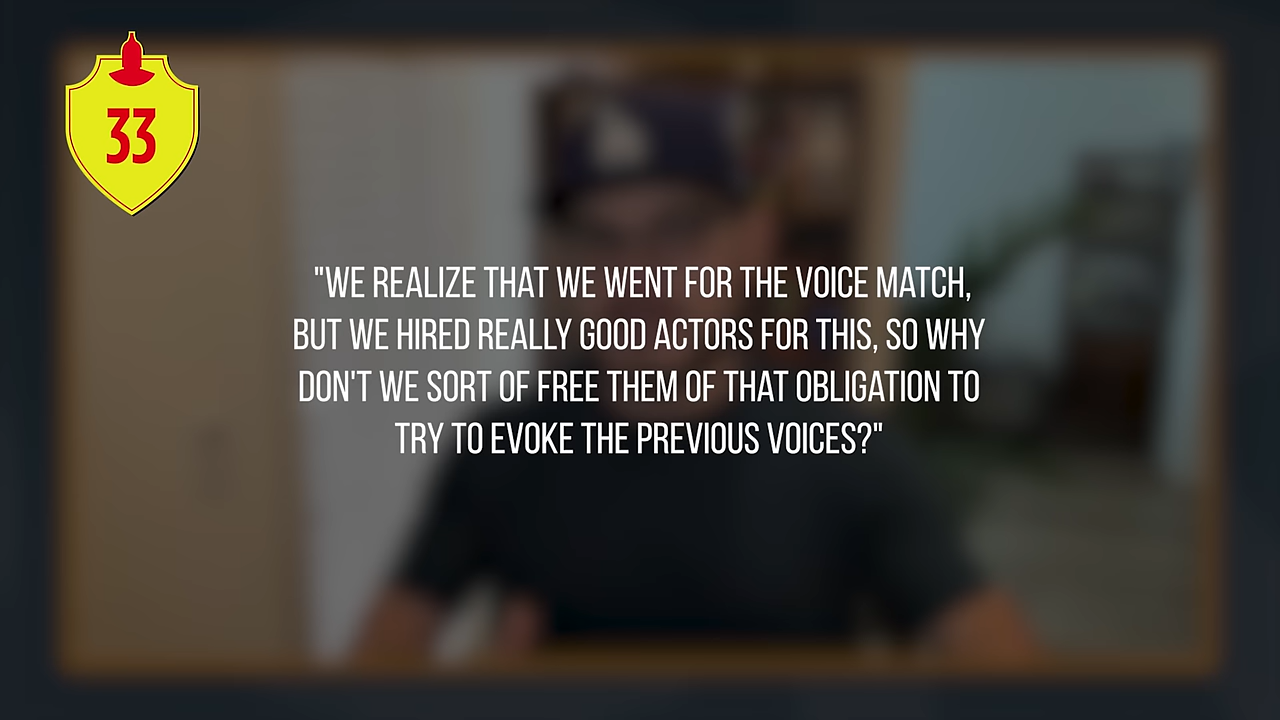 33
"WE REALIZE THAT WE WENT FOR THE VOICE MATCH,
BUT WE HIRED REALLY GOOD ACTORS FOR THIS, SO WHY
DON'T WE SORT OF FREE THEM OF THAT OBLIGATION TO
TRY TO EVOKE THE PREVIOUS VOICES?"